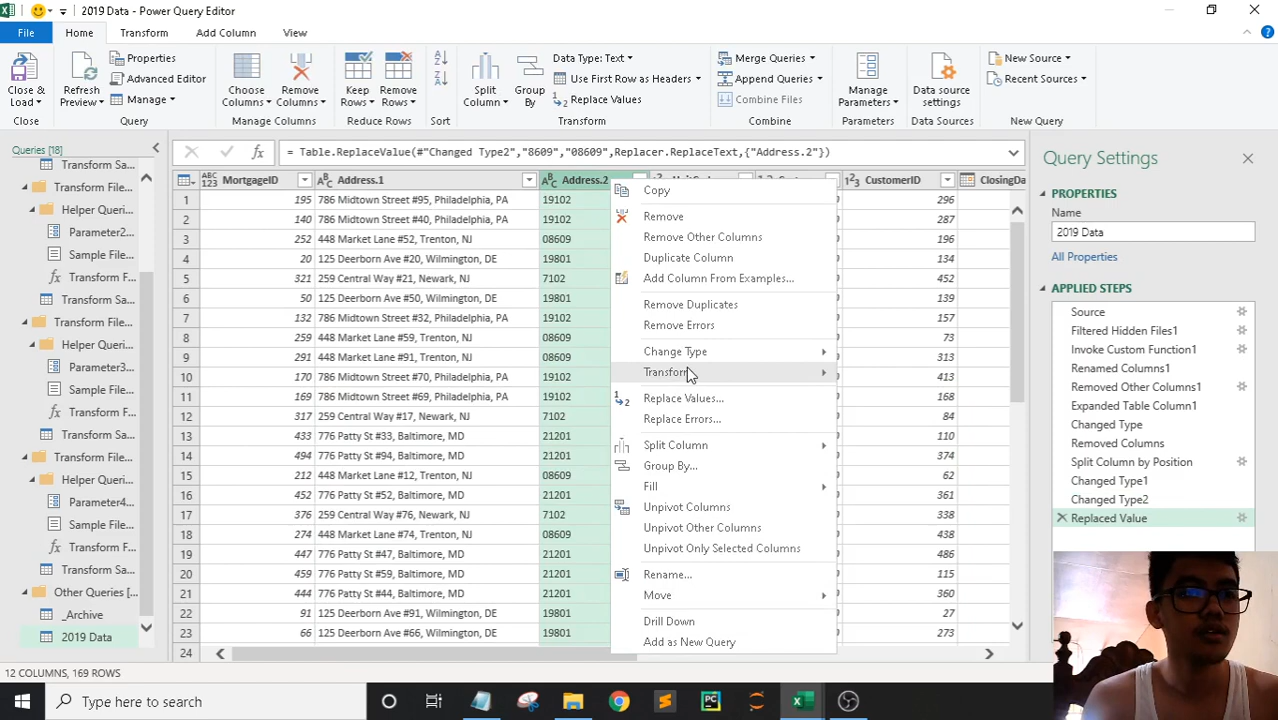 2019 Data - Power Query Editor
File Home Transform Add Column View
Close & Load
Close
Refresh Preview
Properties
Advanced Editor
Manage
Query
Choose Columns
Remove Columns
Manage Columns
Keep Rows
Remove Rows
Reduce Rows
Sort
Split Column
Group By
Data Type: Text
Use First Row as Headers
Replace Values
Transform
Merge Queries
Append Queries
Combine Files
Combine
Manage Parameters
Parameters
Data source settings
Data Sources
New Source
Recent Sources
New Query
Queries [18]
Transform Sa...
Transform File...
Helper Queri...
Parameter2...
Sample File...
Transform F...
Transform Sa...
Transform File...
Helper Queri...
Parameter3...
Sample File...
Transform F...
Transform Sa...
Transform File...
Helper Queri...
Parameter4...
Sample File...
Transform F...
Transform Sa...
Other Queries [...
_Archive
2019 Data
= Table.ReplaceValue(#"Changed Type2","8609","08609",Replacer.ReplaceText,{"Address.2"})
MortgageID Address.1 Address.2 CustomerID ClosingDa
1 195 786 Midtown Street #95, Philadelphia, PA 19102 296
2 140 786 Midtown Street #40, Philadelphia, PA 19102 287
3 252 448 Market Lane #52, Trenton, NJ 08609 196
4 20 125 Deerborn Ave #20, Wilmington, DE 19801 134
5 321 259 Central Way #21, Newark, NJ 7102 452
6 50 125 Deerborn Ave #50, Wilmington, DE 19801 139
7 132 786 Midtown Street #32, Philadelphia, PA 19102 157
8 259 448 Market Lane #59, Trenton, NJ 08609 273
9 291 448 Market Lane #91, Trenton, NJ 08609 313
10 170 786 Midtown Street #70, Philadelphia, PA 19102 413
11 169 786 Midtown Street #69, Philadelphia, PA 19102 168
12 317 259 Central Way #17, Newark, NJ 7102 84
13 433 776 Patty St #33, Baltimore, MD 21201 110
14 494 776 Patty St #94, Baltimore, MD 21201 374
15 212 448 Market Lane #12, Trenton, NJ 08609 62
16 452 776 Patty St #52, Baltimore, MD 21201 361
17 376 259 Central Way #76, Newark, NJ 7102 338
18 274 448 Market Lane #74, Trenton, NJ 08609 438
19 447 776 Patty St #47, Baltimore, MD 21201 486
20 459 776 Patty St #59, Baltimore, MD 21201 115
21 444 776 Patty St #44, Baltimore, MD 21201 360
22 91 125 Deerborn Ave #91, Wilmington, DE 19801 27
23 66 125 Deerborn Ave #66, Wilmington, DE 19801 273
24
Copy
Remove
Remove Other Columns
Duplicate Column
Add Column From Examples...
Remove Duplicates
Remove Errors
Change Type
Transform
Replace Values...
Replace Errors...
Split Column
Group By...
Fill
Unpivot Columns
Unpivot Other Columns
Unpivot Only Selected Columns
Rename...
Move
Drill Down
Add as New Query
Query Settings
PROPERTIES
Name
2019 Data
All Properties
APPLIED STEPS
Source
Filtered Hidden Files1
Invoke Custom Function1
Renamed Columns1
Removed Other Columns1
Expanded Table Column1
Changed Type
Removed Columns
Split Column by Position
Changed Type1
Changed Type2
Replaced Value
12 COLUMNS, 169 ROWS
Type here to search